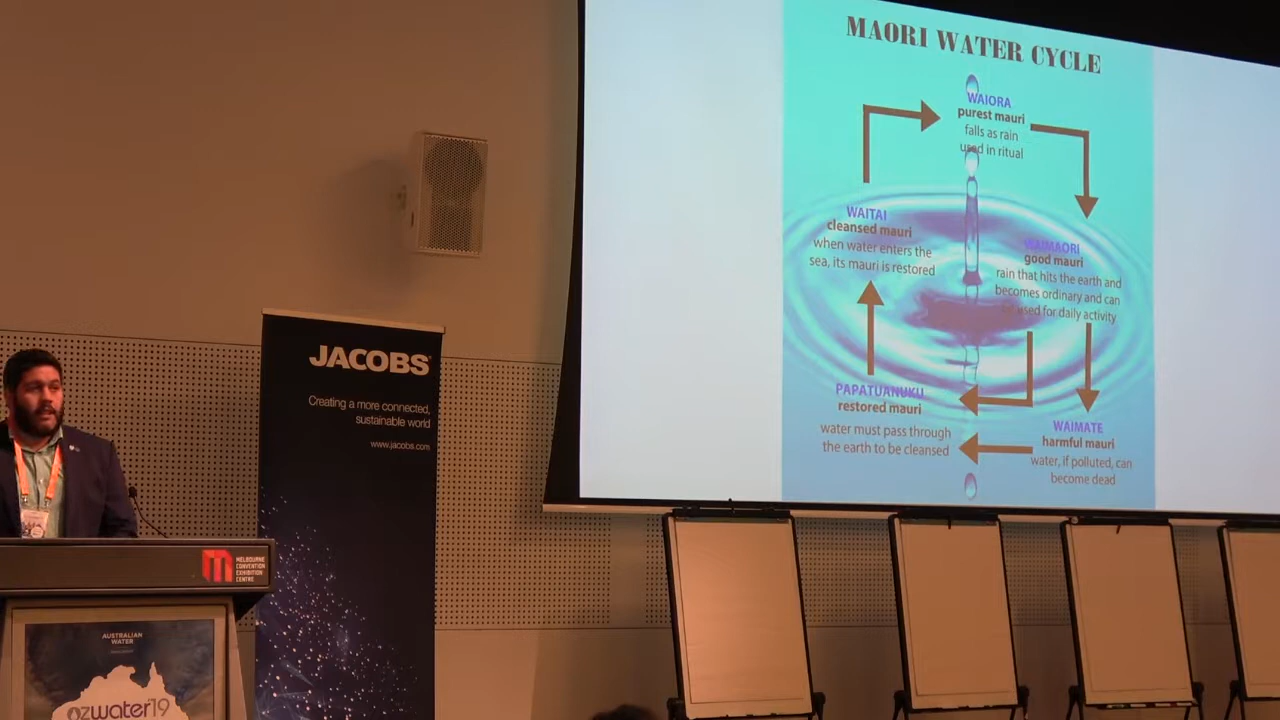 MAORI WATER CYCLE
WAIORA
purest mauri
falls as rain
used in ritual
WAITAI
cleansed mauri
when water enters the
sea, its mauri is restored
WAIMAORI
good mauri
rain that hits the earth and
becomes ordinary and can
be used for daily activity
PAPATUANUKU
restored mauri
water must pass through
the earth to be cleansed
WAIMATE
harmful mauri
water, if polluted, can
become dead
JACOBS
Creating a more connected,
sustainable world
www.jacobs.com
MELBOURNE
CONVENTION
EXHIBITION
CENTRE
AUSTRALIAN
WATER
ozwater'19